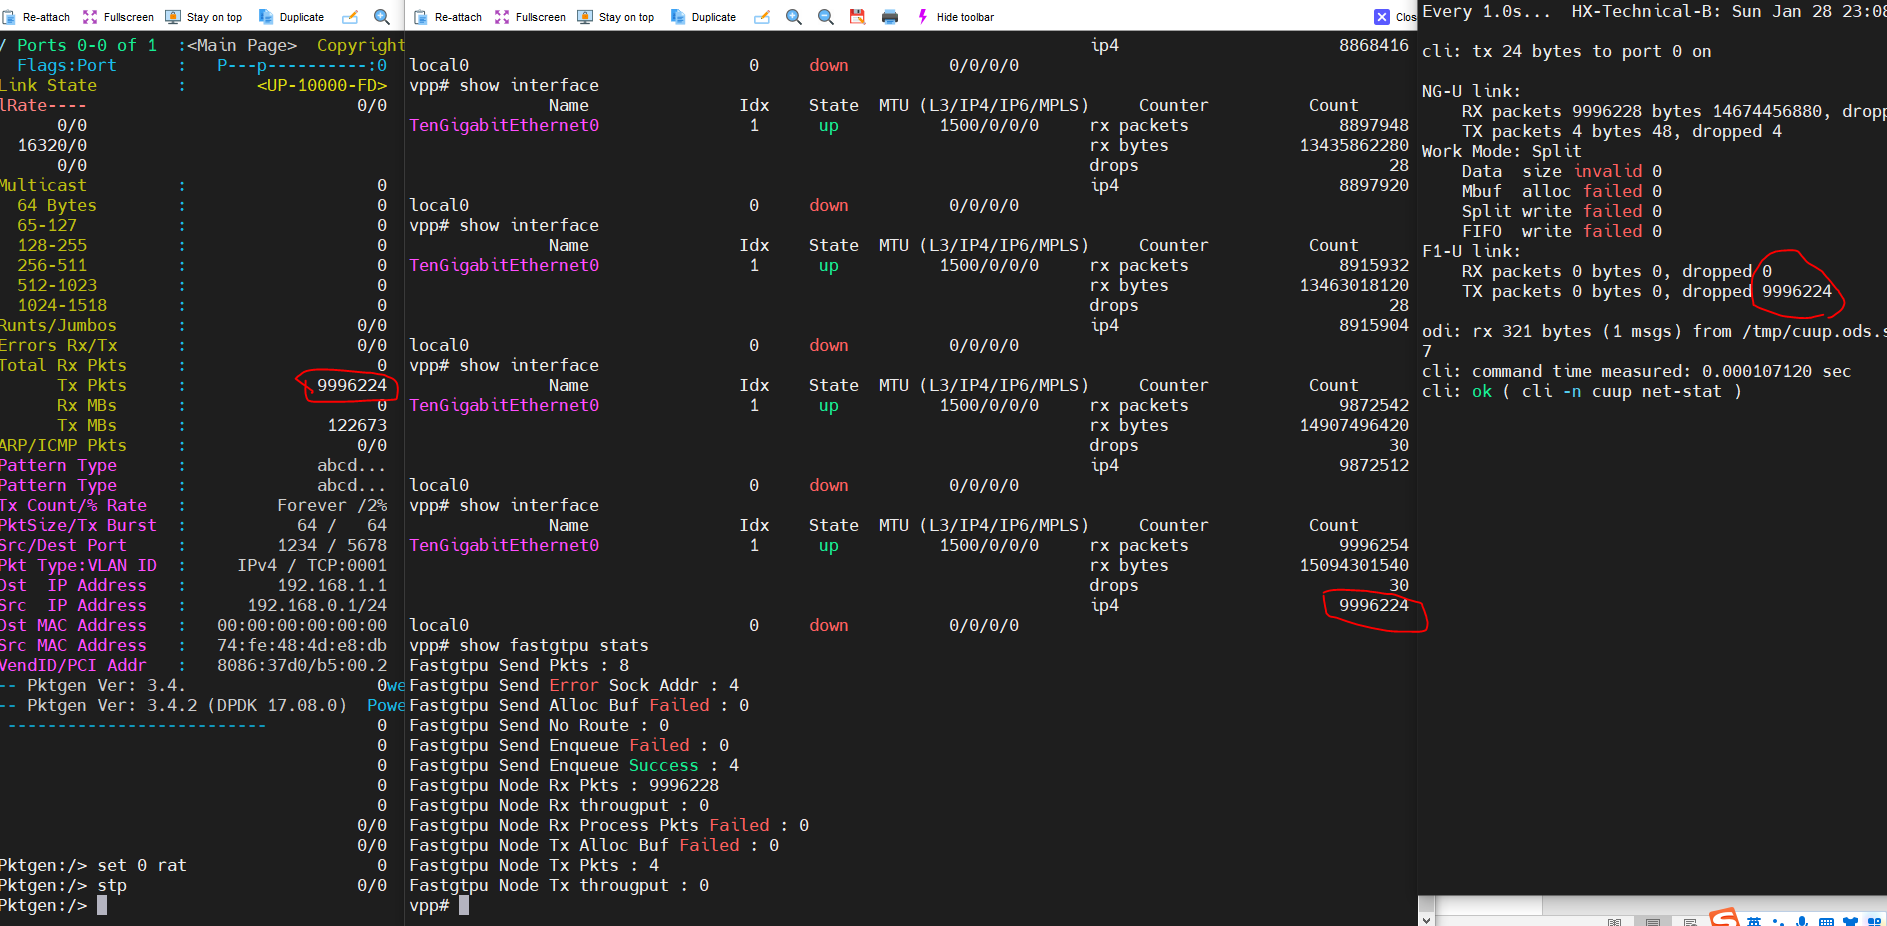 Re-attach Fullscreen Stay on top Duplicate
/ Ports 0-0 of 1 :<Main Page> Copyright
Flags:Port : P---p----------:0
Link State : <UP-10000-FD>
lRate---- 0/0
0/0
16320/0
0/0
Multicast : 0
64 Bytes : 0
65-127 : 0
128-255 : 0
256-511 : 0
512-1023 : 0
1024-1518 : 0
Runts/Jumbos : 0/0
Errors Rx/Tx : 0/0
Total Rx Pkts : 0
Tx Pkts : 9996224
Rx MBs : 0
Tx MBs : 122673
ARP/ICMP Pkts : 0/0
Pattern Type : abcd...
Pattern Type : abcd...
Tx Count/% Rate : Forever /2%
PktSize/Tx Burst : 64 / 64
Src/Dest Port : 1234 / 5678
Pkt Type:VLAN ID : IPv4 / TCP:0001
Dst IP Address : 192.168.1.1
Src IP Address : 192.168.0.1/24
Dst MAC Address : 00:00:00:00:00:00
Src MAC Address : 74:fe:48:4d:e8:db
VendID/PCI Addr : 8086:37d0/b5:00.2
-- Pktgen Ver: 3.4. 0we
-- Pktgen Ver: 3.4.2 (DPDK 17.08.0) Powe
-------------------------- 0
0
0
0
0
0/0
0/0
Pktgen:/> set 0 rat 0
Pktgen:/> stp 0/0
Pktgen:/>
Re-attach Fullscreen Stay on top Duplicate Hide toolbar Clos
ip4 8868416
local0 0 down 0/0/0/0
vpp# show interface
Name Idx State MTU (L3/IP4/IP6/MPLS) Counter Count
TenGigabitEthernet0 1 up 1500/0/0/0 rx packets 8897948
rx bytes 13435862280
drops 28
ip4 8897920
local0 0 down 0/0/0/0
vpp# show interface
Name Idx State MTU (L3/IP4/IP6/MPLS) Counter Count
TenGigabitEthernet0 1 up 1500/0/0/0 rx packets 8915932
rx bytes 13463018120
drops 28
ip4 8915904
local0 0 down 0/0/0/0
vpp# show interface
Name Idx State MTU (L3/IP4/IP6/MPLS) Counter Count
TenGigabitEthernet0 1 up 1500/0/0/0 rx packets 9872542
rx bytes 14907496420
drops 30
ip4 9872512
local0 0 down 0/0/0/0
vpp# show interface
Name Idx State MTU (L3/IP4/IP6/MPLS) Counter Count
TenGigabitEthernet0 1 up 1500/0/0/0 rx packets 9996254
rx bytes 15094301540
drops 30
ip4 9996224
local0 0 down 0/0/0/0
vpp# show fastgtpu stats
Fastgtpu Send Pkts : 8
Fastgtpu Send Error Sock Addr : 4
Fastgtpu Send Alloc Buf Failed : 0
Fastgtpu Send No Route : 0
Fastgtpu Send Enqueue Failed : 0
Fastgtpu Send Enqueue Success : 4
Fastgtpu Node Rx Pkts : 9996228
Fastgtpu Node Rx througput : 0
Fastgtpu Node Rx Process Pkts Failed : 0
Fastgtpu Node Tx Alloc Buf Failed : 0
Fastgtpu Node Tx Pkts : 4
Fastgtpu Node Tx througput : 0
vpp#
Every 1.0s... HX-Technical-B: Sun Jan 28 23:08
cli: tx 24 bytes to port 0 on
NG-U link:
RX packets 9996228 bytes 14674456880, dropp
TX packets 4 bytes 48, dropped 4
Work Mode: Split
Data size invalid 0
Mbuf alloc failed 0
Split write failed 0
FIFO write failed 0
F1-U link:
RX packets 0 bytes 0, dropped 0
TX packets 0 bytes 0, dropped 9996224
odi: rx 321 bytes (1 msgs) from /tmp/cuup.ods.s
7
cli: command time measured: 0.000107120 sec
cli: ok ( cli -n cuup net-stat )
英